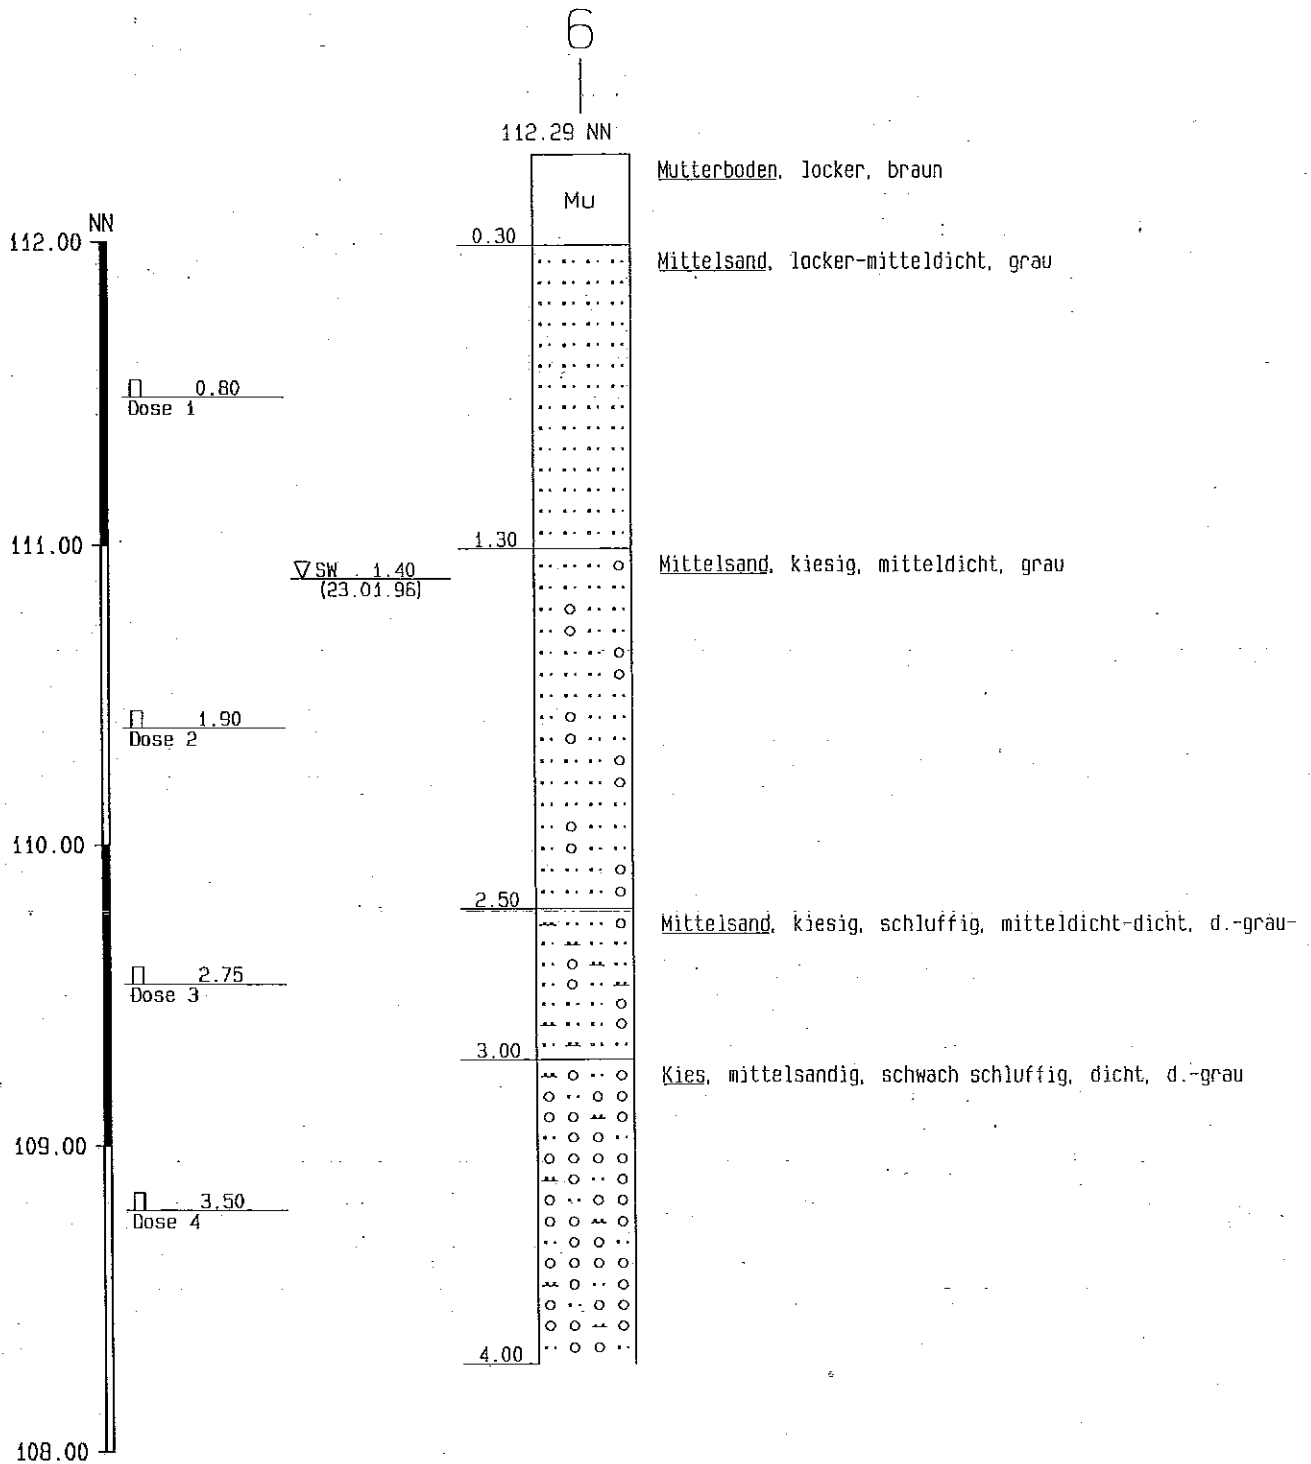 6
112.29 NN
Mutterboden, locker, braun
Mu
NN
112.00
0.30
Mittelsand, locker-mitteldicht, grau
0.80
Dose 1
111.00
1.30
Mittelsand, kiesig, mitteldicht, grau
SW 1.40
(23.01.96)
1.90
Dose 2
110.00
2.50
Mittelsand, kiesig, schluffig, mitteldicht-dicht, d.-grau-
2.75
Dose 3
3.00
Kies, mittelsandig, schwach schluffig, dicht, d.-grau
109.00
3.50
Dose 4
4.00
108.00